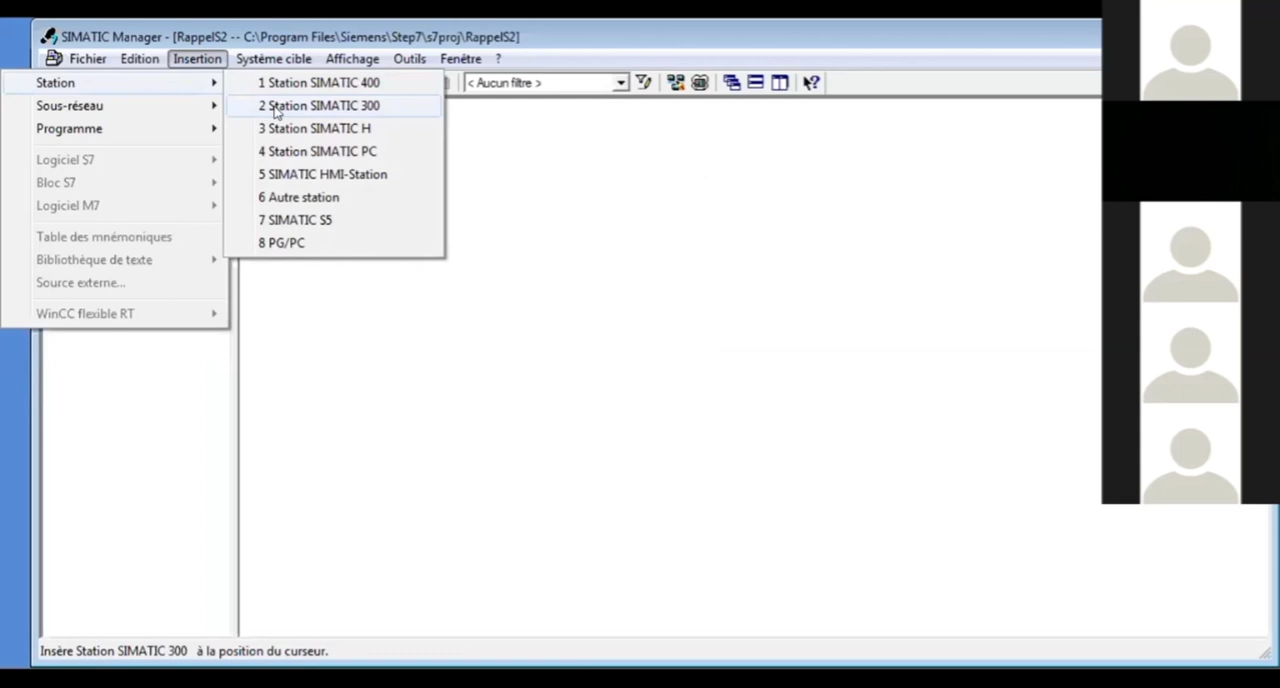 SIMATIC Manager - [RappelS2 -- C:\Program Files\Siemens\Step7\s7proj\RappelS2]
Fichier Edition Insertion Système cible Affichage Outils Fenêtre ?
< Aucun filtre >
Station
Sous-réseau
Programme
Logiciel S7
Bloc S7
Logiciel M7
Table des mnémoniques
Bibliothèque de texte
Source externe...
WinCC flexible RT
1 Station SIMATIC 400
2 Station SIMATIC 300
3 Station SIMATIC H
4 Station SIMATIC PC
5 SIMATIC HMI-Station
6 Autre station
7 SIMATIC S5
8 PG/PC
Insère Station SIMATIC 300 à la position du curseur.